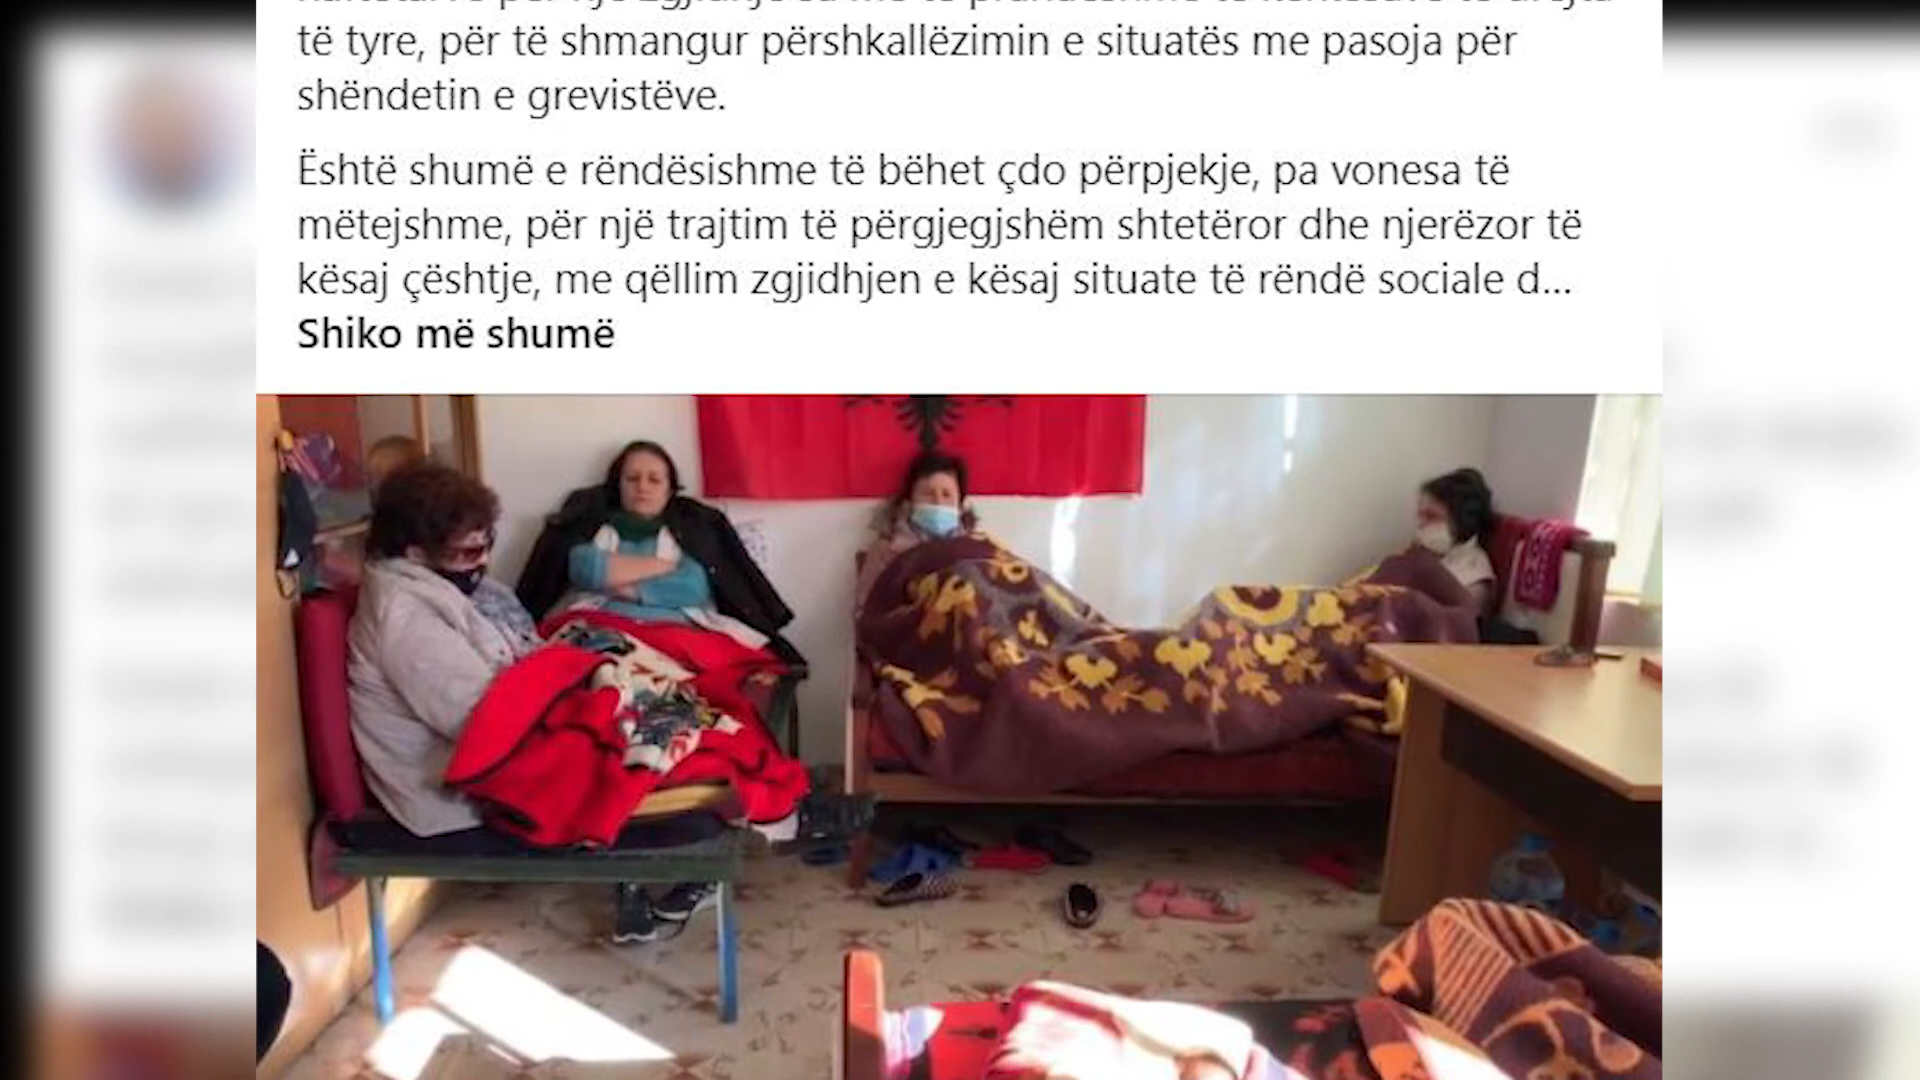 të tyre, për të shmangur përshkallëzimin e situatës me pasoja për
shëndetin e grevistëve.
Është shumë e rëndësishme të bëhet çdo përpjekje, pa vonesa të
mëtejshme, për një trajtim të përgjegjshëm shtetëror dhe njerëzor të
kësaj çështje, me qëllim zgjidhjen e kësaj situate të rëndë sociale d...
Shiko më shumë